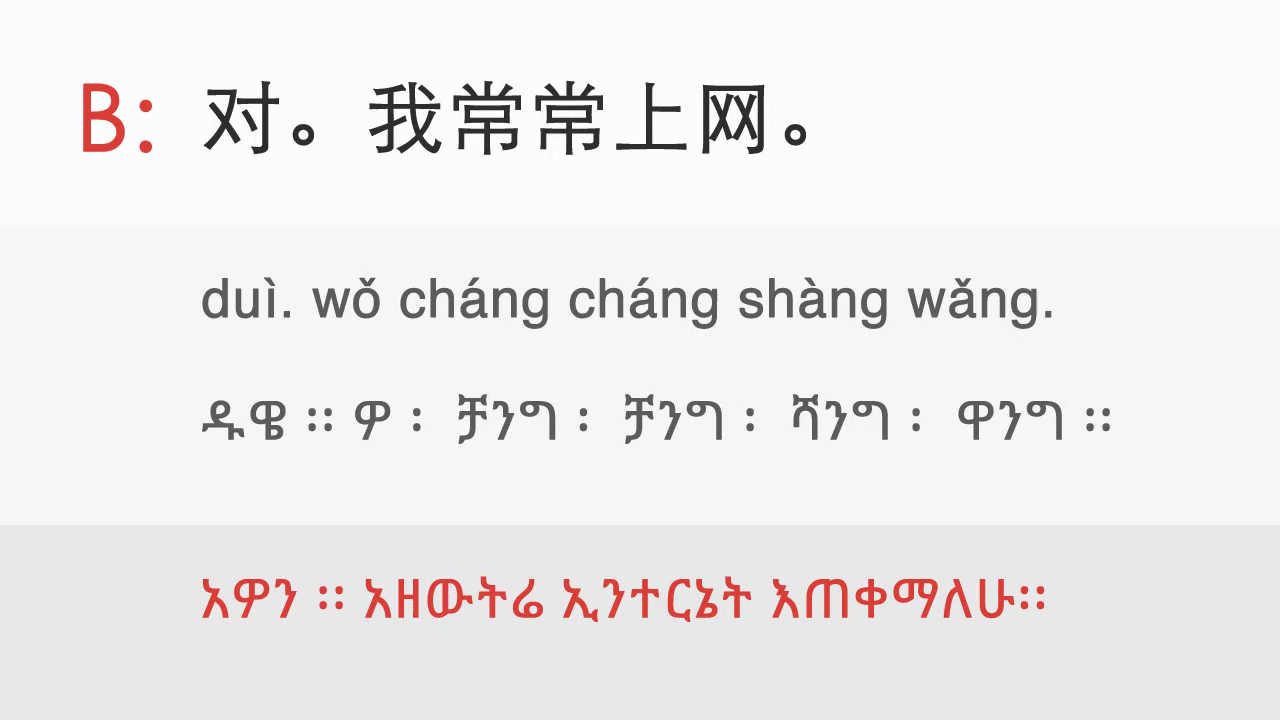 B: 对。我常常上网。
duì. wǒ cháng cháng shàng wǎng.
ዱዌ ። ዎ ፡ ቻንግ ፡ ቻንግ ፡ ሻንግ ፡ ዋንግ ።
አዎን ። አዘውትሬ ኢንተርኔት እጠቀማለሁ።